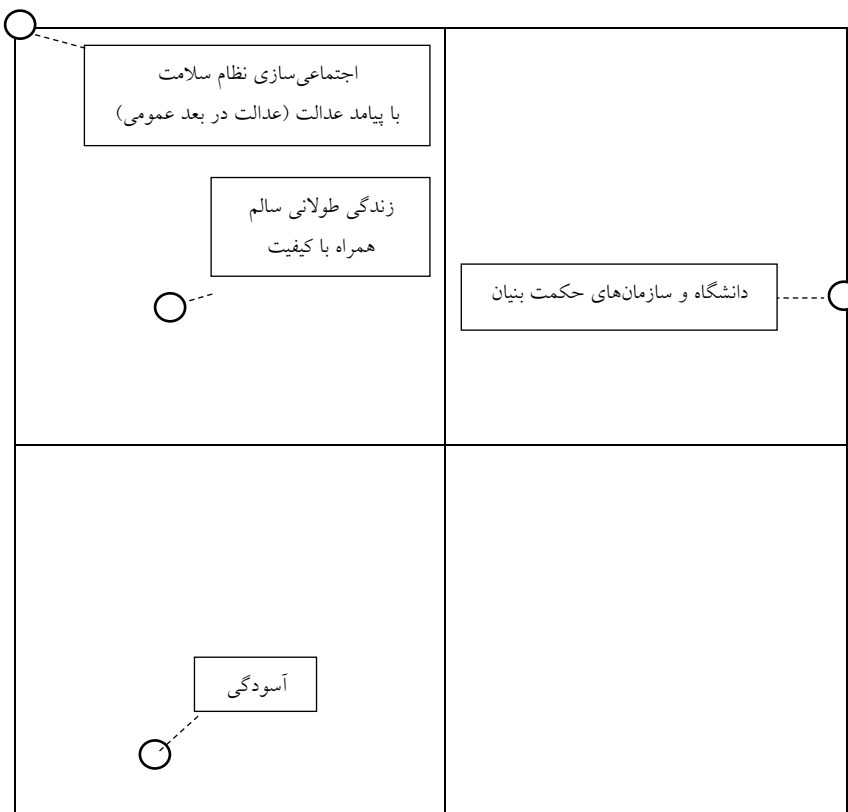 اجتماعی‌سازی نظام سلامت
با پیامد عدالت (عدالت در بعد عمومی)
زندگی طولانی سالم
همراه با کیفیت
دانشگاه و سازمان‌های حکمت بنیان
آسودگی